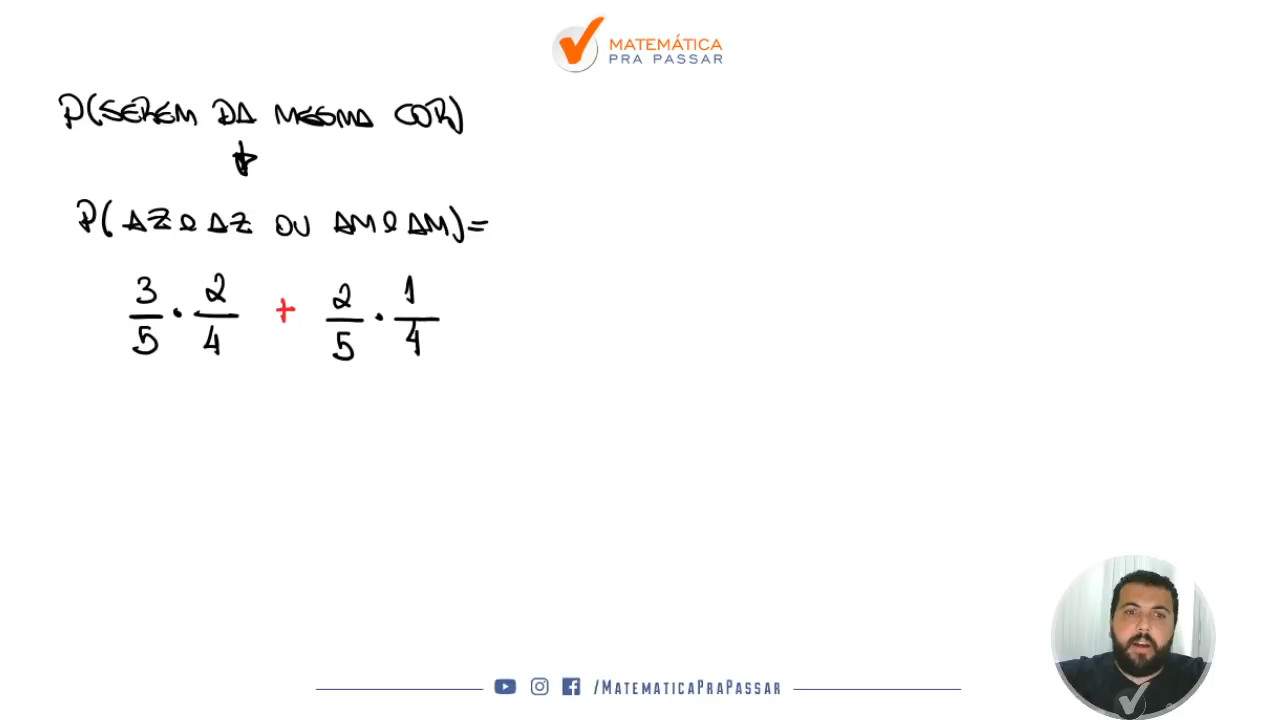 MATEMÁTICA
PRA PASSAR
P(SEREM DA MESMA COR)
P(AZ e AZ OU AM e AM) =
3/5 · 2/4 + 2/5 · 1/4
/MATEMATICAPRAPASSAR